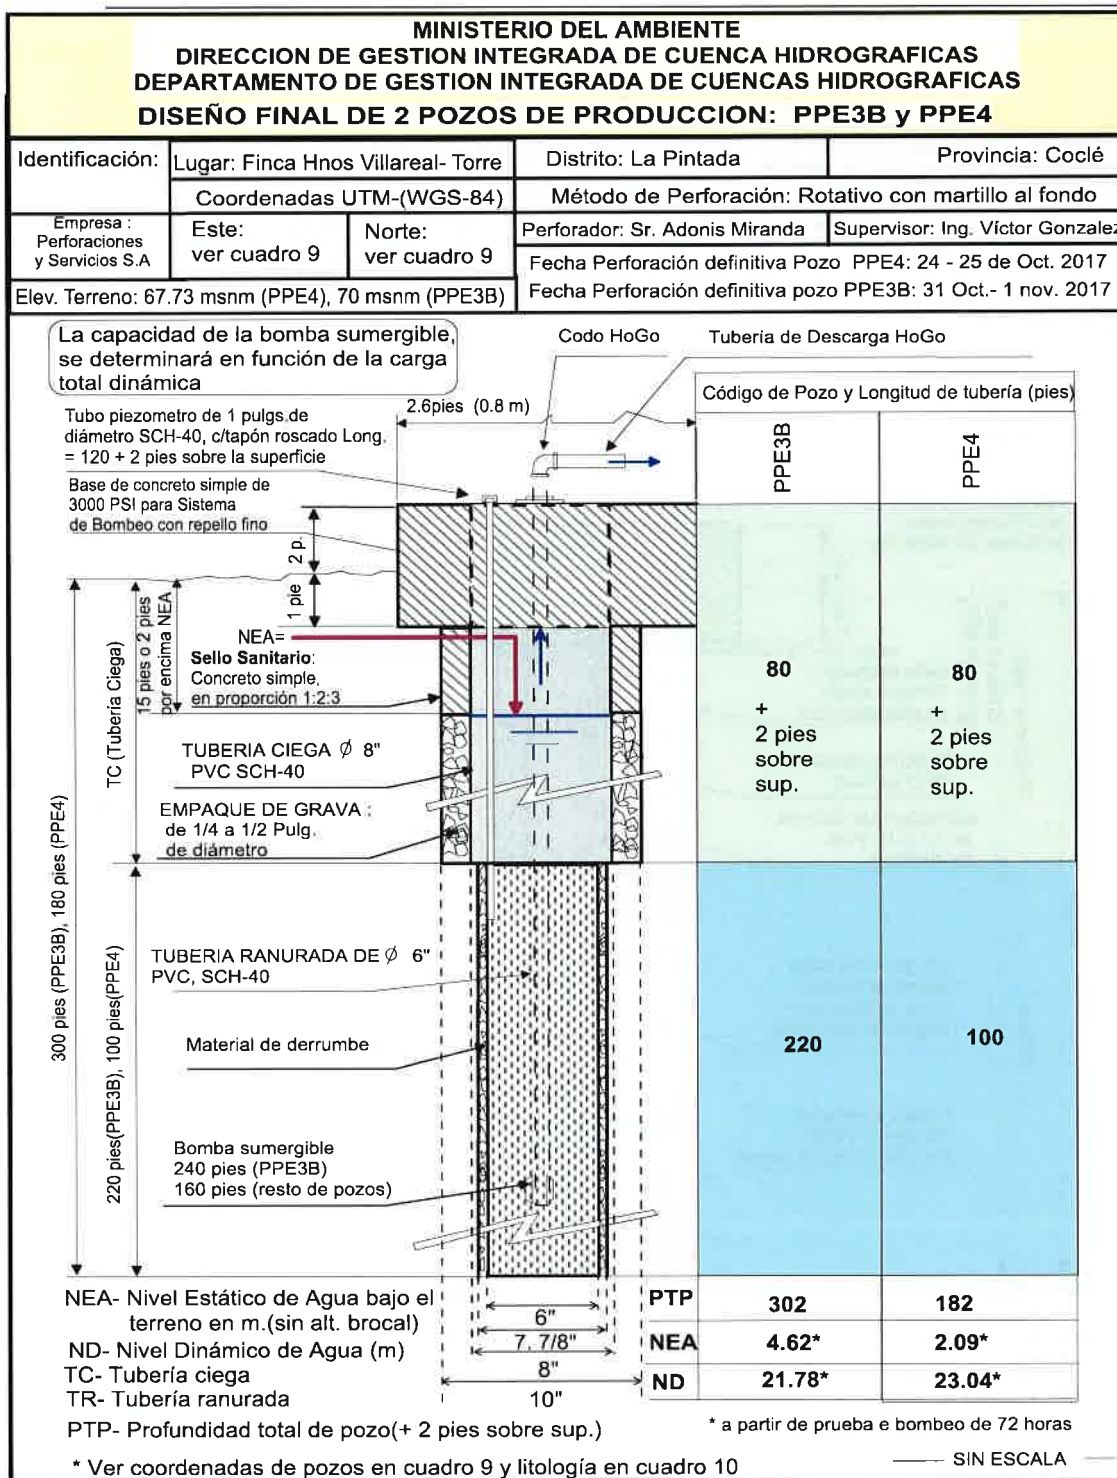 MINISTERIO DEL AMBIENTE
DIRECCION DE GESTION INTEGRADA DE CUENCA HIDROGRAFICAS
DEPARTAMENTO DE GESTION INTEGRADA DE CUENCAS HIDROGRAFICAS
DISEÑO FINAL DE 2 POZOS DE PRODUCCION: PPE3B y PPE4
Identificación:
Lugar: Finca Hnos Villareal- Torre
Distrito: La Pintada
Provincia: Coclé
Coordenadas UTM-(WGS-84)
Método de Perforación: Rotativo con martillo al fondo
Empresa :
Perforaciones
y Servicios S.A
Este:
ver cuadro 9
Norte:
ver cuadro 9
Perforador: Sr. Adonis Miranda
Supervisor: Ing. Víctor Gonzalez
Fecha Perforación definitiva Pozo PPE4: 24 - 25 de Oct. 2017
Elev. Terreno: 67.73 msnm (PPE4), 70 msnm (PPE3B)
Fecha Perforación definitiva pozo PPE3B: 31 Oct.- 1 nov. 2017
La capacidad de la bomba sumergible,
se determinará en función de la carga
total dinámica
Codo HoGo
Tubería de Descarga HoGo
2.6pies (0.8 m)
Código de Pozo y Longitud de tubería (pies)
PPE3B
PPE4
Tubo piezometro de 1 pulgs.de
diámetro SCH-40, c/tapón roscado Long.
= 120 + 2 pies sobre la superficie
Base de concreto simple de
3000 PSI para Sistema
de Bombeo con repello fino
2 p.
1 pie
15 pies o 2 pies
por encima NEA
TC (Tubería Ciega)
NEA=
Sello Sanitario:
Concreto simple,
en proporción 1:2:3
TUBERIA CIEGA Ø 8"
PVC SCH-40
EMPAQUE DE GRAVA :
de 1/4 a 1/2 Pulg.
de diámetro
80
+
2 pies
sobre
sup.
80
+
2 pies
sobre
sup.
300 pies (PPE3B), 180 pies (PPE4)
220 pies(PPE3B), 100 pies(PPE4)
TUBERIA RANURADA DE Ø 6"
PVC, SCH-40
Material de derrumbe
Bomba sumergible
240 pies (PPE3B)
160 pies (resto de pozos)
220
100
NEA- Nivel Estático de Agua bajo el
terreno en m.(sin alt. brocal)
ND- Nivel Dinámico de Agua (m)
TC- Tubería ciega
TR- Tubería ranurada
PTP- Profundidad total de pozo(+ 2 pies sobre sup.)
6"
7. 7/8"
8"
10"
PTP 302 182
NEA 4.62* 2.09*
ND 21.78* 23.04*
* a partir de prueba e bombeo de 72 horas
* Ver coordenadas de pozos en cuadro 9 y litología en cuadro 10
SIN ESCALA